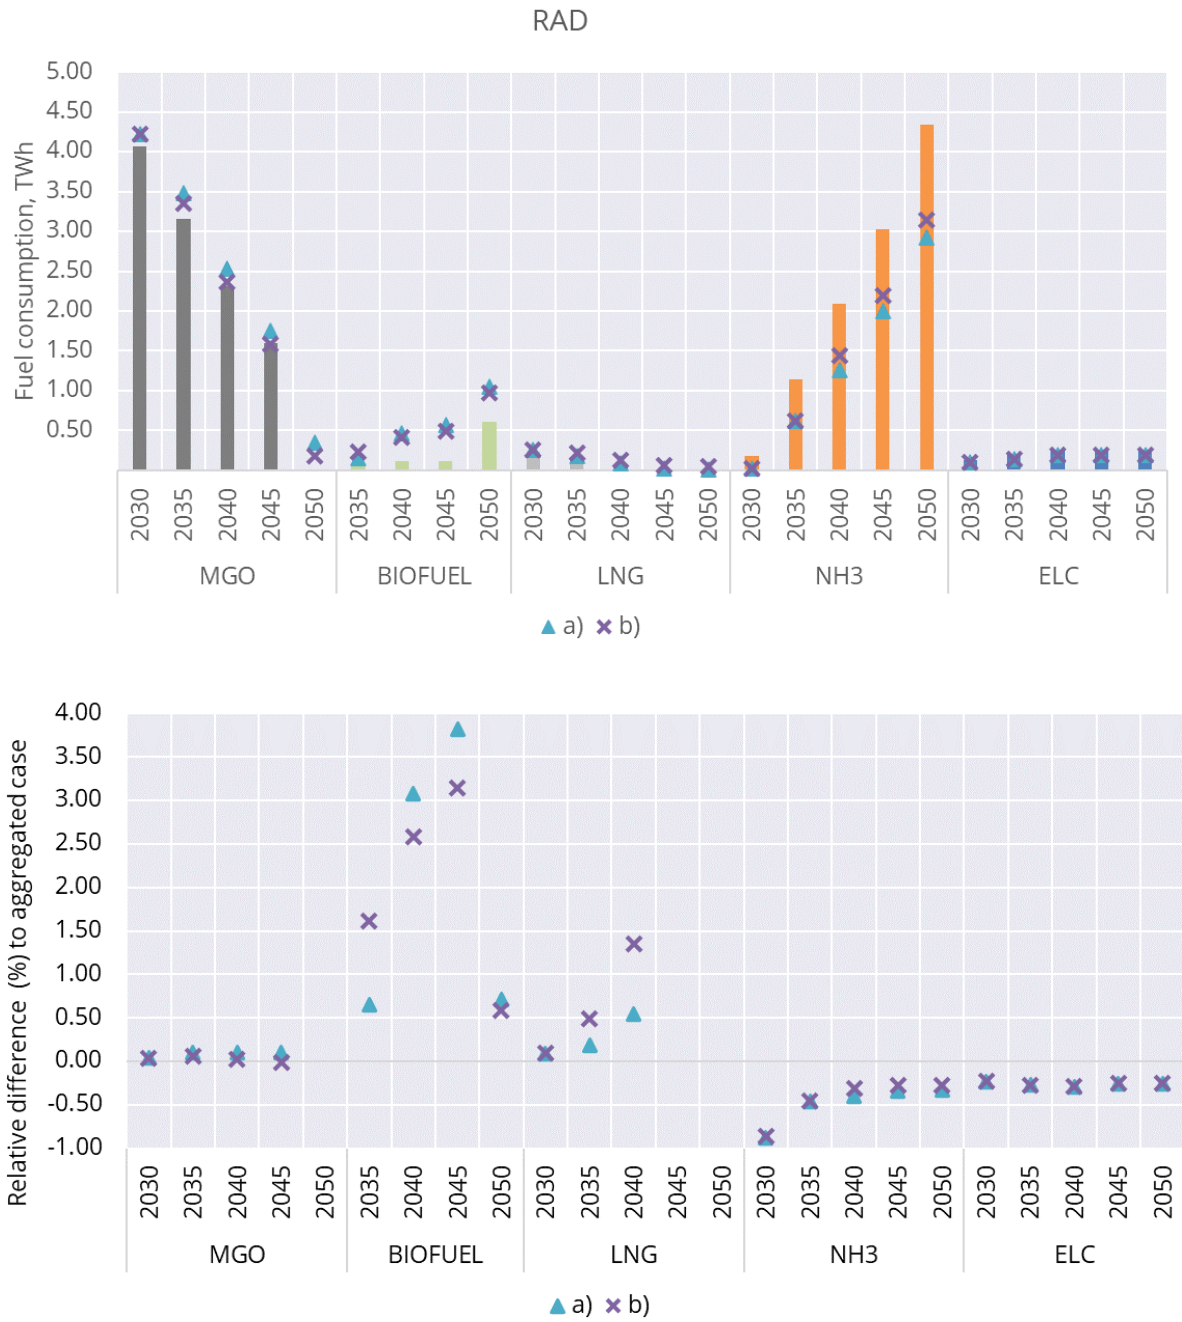 RAD
Fuel consumption, TWh
5.00
4.50
4.00
3.50
3.00
2.50
2.00
1.50
1.00
0.50
2030 2035 2040 2045 2050 2035 2040 2045 2050 2030 2035 2040 2045 2050 2030 2035 2040 2045 2050 2030 2035 2040 2045 2050
MGO BIOFUEL LNG NH3 ELC
a) b)
Relative difference (%) to aggregated case
4.00
3.50
3.00
2.50
2.00
1.50
1.00
0.50
0.00
-0.50
-1.00
2030 2035 2040 2045 2050 2035 2040 2045 2050 2030 2035 2040 2045 2050 2030 2035 2040 2045 2050 2030 2035 2040 2045 2050
MGO BIOFUEL LNG NH3 ELC
a) b)